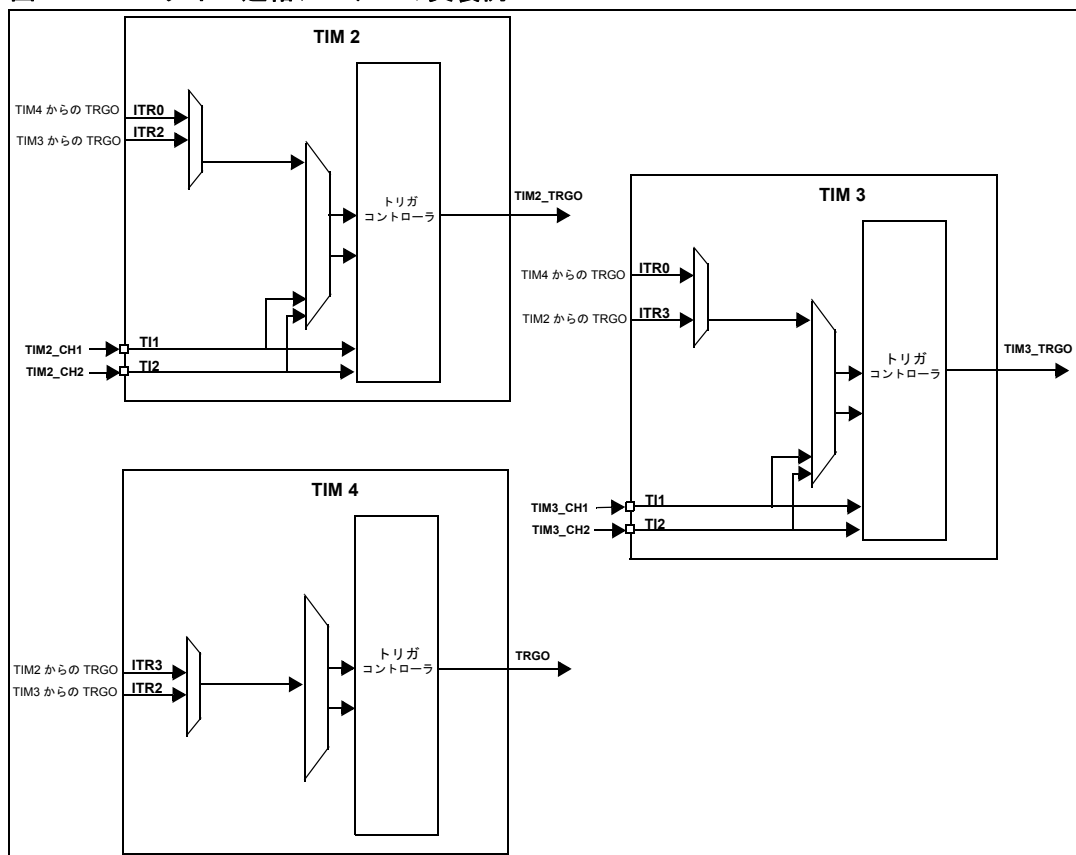 TIM 2
トリガ
コントローラ
TIM4 からの TRGO
ITR0
TIM3 からの TRGO
ITR2
TIM2_TRGO
TIM2_CH1
TI1
TIM2_CH2
TI2
TIM 3
トリガ
コントローラ
TIM4 からの TRGO
ITR0
TIM2 からの TRGO
ITR3
TIM3_TRGO
TIM3_CH1
TI1
TIM3_CH2
TI2
TIM 4
トリガ
コントローラ
TIM2 からの TRGO
ITR3
TIM3 からの TRGO
ITR2
TRGO